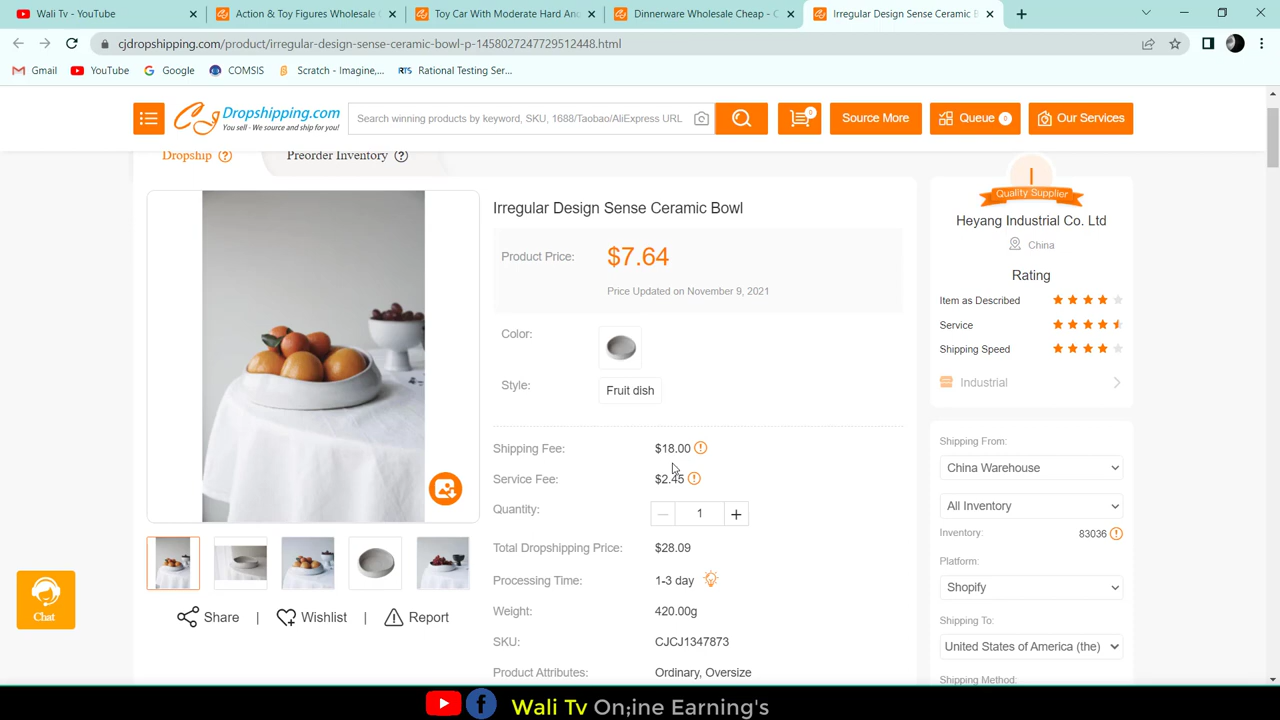 Wali Tv - YouTube
Action & Toy Figures Wholesale
Toy Car With Moderate Hard And
Dinnerware Wholesale Cheap - C
Irregular Design Sense Ceramic B
cjdropshipping.com/product/irregular-design-sense-ceramic-bowl-p-1458027247729512448.html
Gmail YouTube Google COMSIS Scratch - Imagine,... RTS Rational Testing Ser...
CJ Dropshipping.com
You sell - We source and ship for you!
Search winning products by keyword, SKU, 1688/Taobao/AliExpress URL
0
Source More
Queue 0
Our Services
Dropship ?
Preorder Inventory ?
Irregular Design Sense Ceramic Bowl
Product Price: $7.64
Price Updated on November 9, 2021
Color:
Style: Fruit dish
Shipping Fee: $18.00
Service Fee: $2.45
Quantity: 1
Total Dropshipping Price: $28.09
Processing Time: 1-3 day
Weight: 420.00g
SKU: CJCJ1347873
Product Attributes: Ordinary, Oversize
Share | Wishlist | Report
Chat
Quality Supplier
Heyang Industrial Co. Ltd
China
Rating
Item as Described
Service
Shipping Speed
Industrial
Shipping From:
China Warehouse
All Inventory
Inventory: 83036
Platform:
Shopify
Shipping To:
United States of America (the)
Shipping Method:
Wali Tv On;ine Earning's